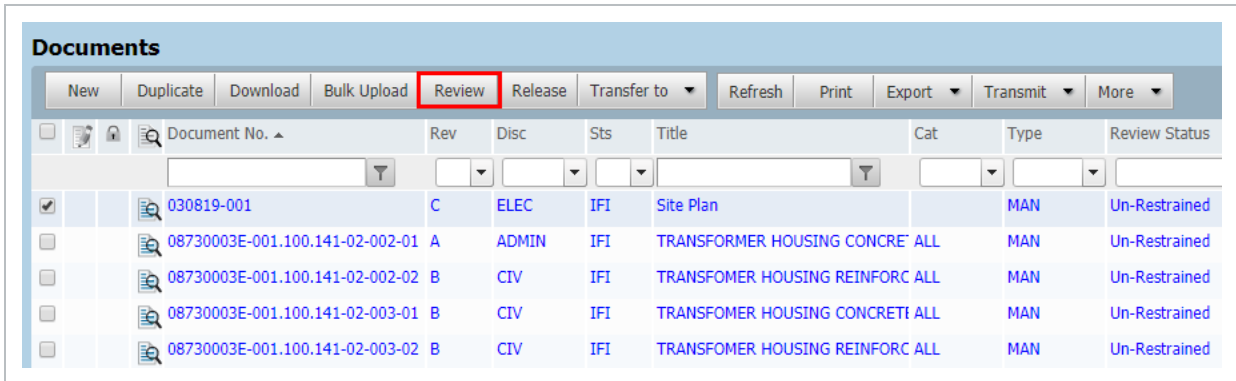 Documents
New Duplicate Download Bulk Upload Review Release Transfer to Refresh Print Export Transmit More
Document No. Rev Disc Sts Title Cat Type Review Status
030819-001 C ELEC IFI Site Plan MAN Un-Restrained
08730003E-001.100.141-02-002-01 A ADMIN IFI TRANSFORMER HOUSING CONCRET ALL MAN Un-Restrained
08730003E-001.100.141-02-002-02 B CIV IFI TRANSFOMER HOUSING REINFORC ALL MAN Un-Restrained
08730003E-001.100.141-02-003-01 B CIV IFI TRANSFOMER HOUSING CONCRETE ALL MAN Un-Restrained
08730003E-001.100.141-02-003-02 B CIV IFI TRANSFOMER HOUSING REINFORC ALL MAN Un-Restrained